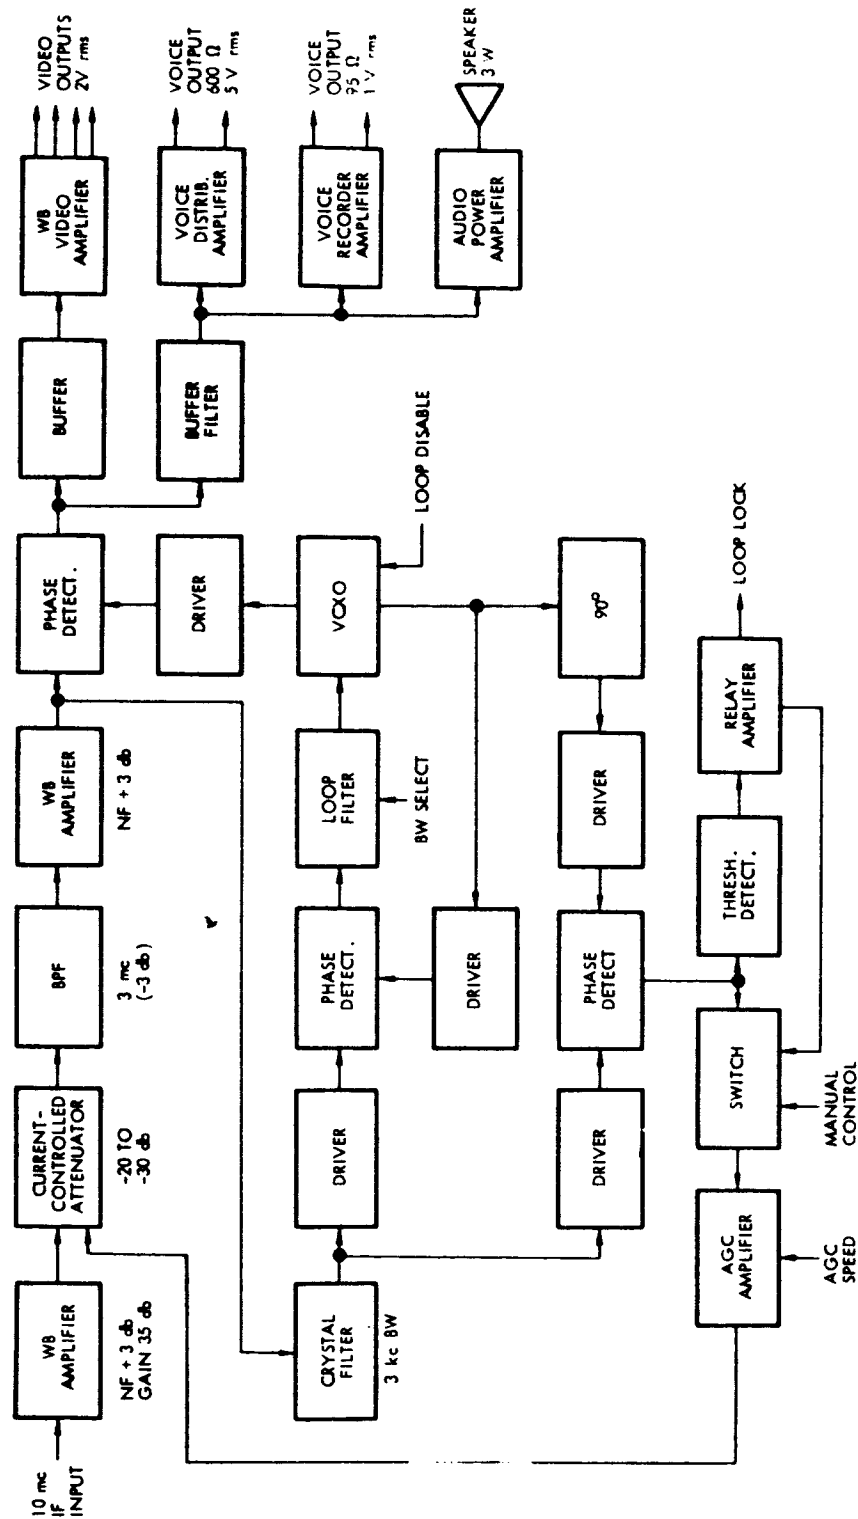 10 mc
IF
INPUT
WB
AMPLIFIER
NF + 3 db
GAIN 35 db
CURRENT-
CONTROLLED
ATTENUATOR
-20 TO
-30 db
BPF
3 mc
(-3 db)
WB
AMPLIFIER
NF + 3 db
PHASE
DETECT.
BUFFER
WB
VIDEO
AMPLIFIER
VIDEO
OUTPUTS
2V rms
DRIVER
BUFFER
FILTER
VOICE
DISTRIB.
AMPLIFIER
VOICE
OUTPUT
600 Ω
5 V rms
CRYSTAL
FILTER
3 kc BW
DRIVER
PHASE
DETECT.
LOOP
FILTER
BW SELECT
VCXO
LOOP DISABLE
VOICE
RECORDER
AMPLIFIER
VOICE
OUTPUT
95 Ω
1 V rms
DRIVER
AUDIO
POWER
AMPLIFIER
SPEAKER
3 W
DRIVER
PHASE
DETECT
DRIVER
90°
AGC
AMPLIFIER
AGC
SPEED
SWITCH
MANUAL
CONTROL
THRESH.
DETECT.
RELAY
AMPLIFIER
LOOP LOCK